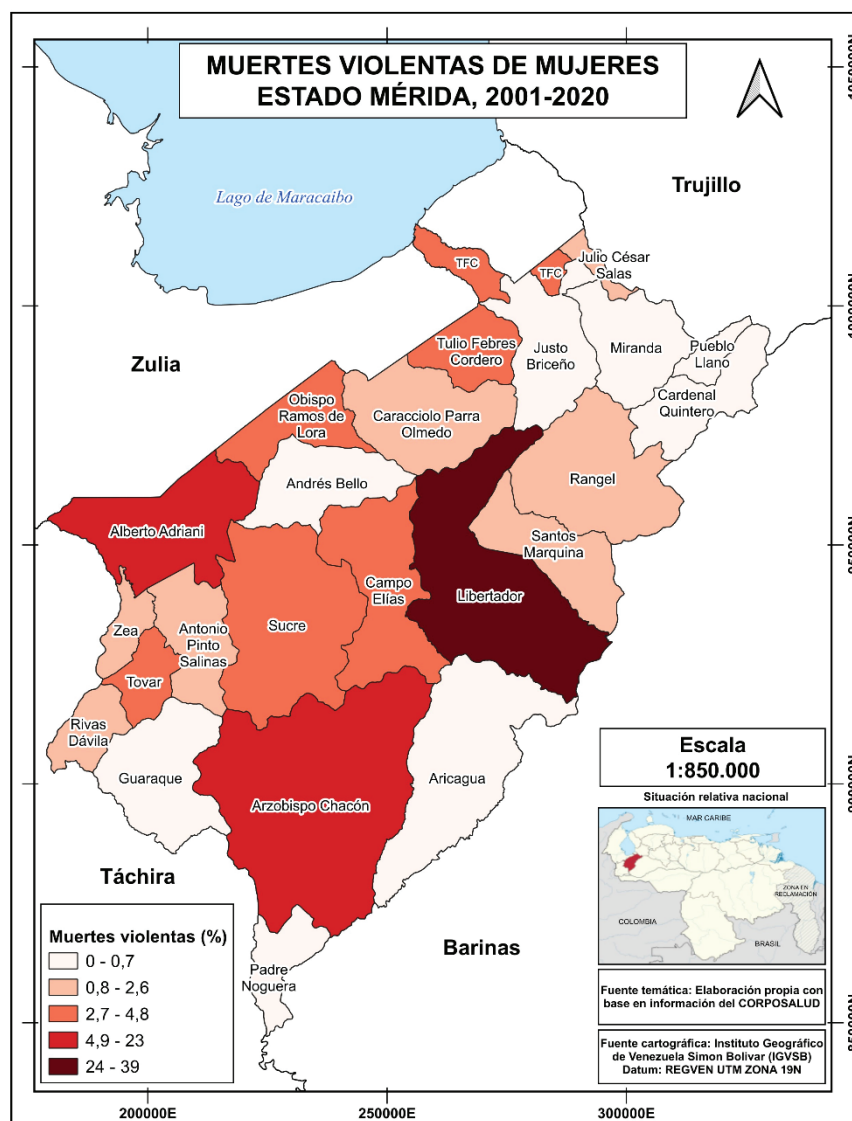 MUERTES VIOLENTAS DE MUJERES
ESTADO MÉRIDA, 2001-2020
Lago de Maracaibo
Trujillo
Zulia
TFC
TFC
Julio César
Salas
Tulio Febres
Cordero
Justo
Briceño
Miranda
Pueblo
Llano
Cardenal
Quintero
Obispo
Ramos de
Lora
Caracciolo Parra
Olmedo
Andrés Bello
Rangel
Alberto Adriani
Santos
Marquina
Campo
Elías
Libertador
Sucre
Zea
Antonio
Pinto
Salinas
Tovar
Rivas
Dávila
Guaraque
Arzobispo Chacón
Aricagua
Táchira
Barinas
Padre
Noguera
Muertes violentas (%)
0 - 0,7
0,8 - 2,6
2,7 - 4,8
4,9 - 23
24 - 39
Escala
1:850.000
Situación relativa nacional
MAR CARIBE
ZONA EN
RECLAMACIÓN
COLOMBIA
BRASIL
Fuente temática: Elaboración propia con
base en información del CORPOSALUD
Fuente cartográfica: Instituto Geográfico
de Venezuela Simon Bolivar (IGVSB)
Datum: REGVEN UTM ZONA 19N
200000E
250000E
300000E